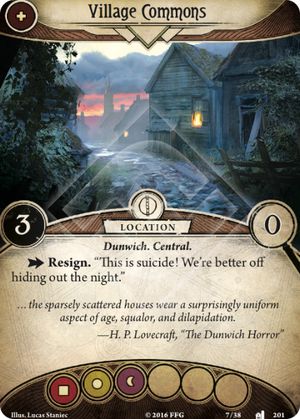 Village Commons
3
LOCATION
0
Dunwich. Central.
Resign. “This is suicide! We're better off
hiding out the night.”
…the sparsely scattered houses wear a surprisingly uniform
aspect of age, squalor, and dilapidation.
—H. P. Lovecraft, “The Dunwich Horror”
Illus. Lucas Staniec
© 2016 FFG
7/38
201